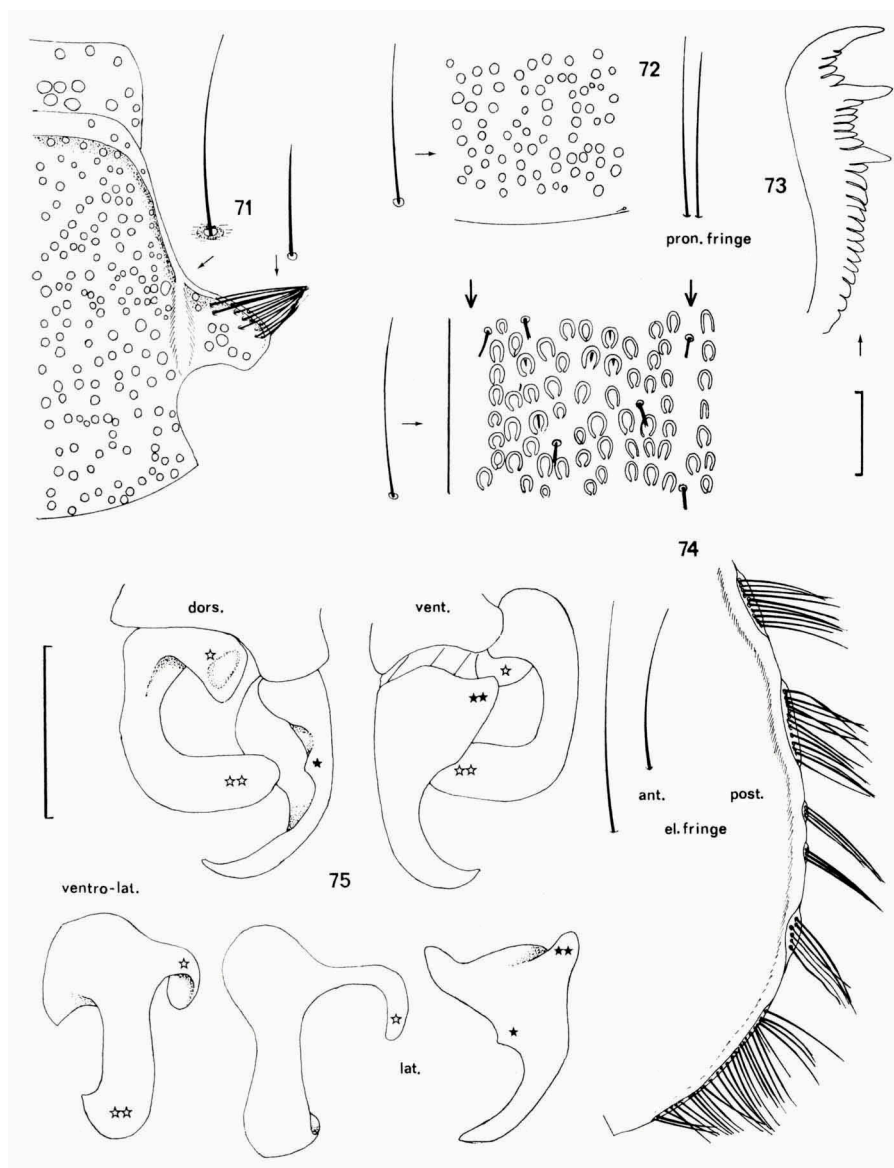 71
72
73
pron. fringe
74
dors.
vent.
ant.
post.
el. fringe
75
ventro-lat.
lat.